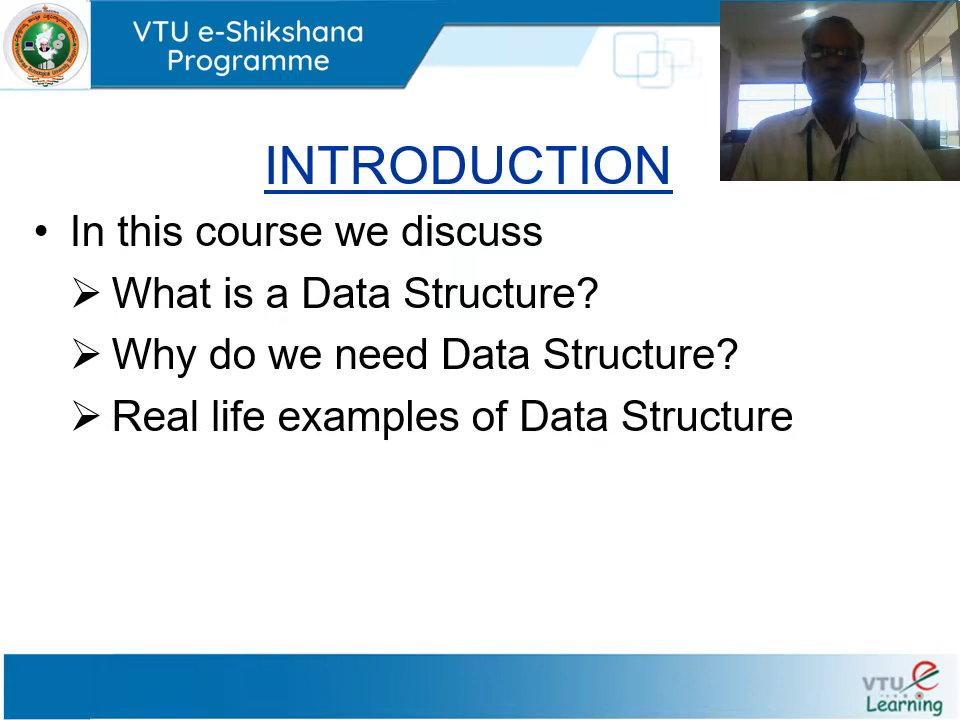 VTU e-Shikshana
Programme
INTRODUCTION
• In this course we discuss
➢ What is a Data Structure?
➢ Why do we need Data Structure?
➢ Real life examples of Data Structure
VTU e
Learning